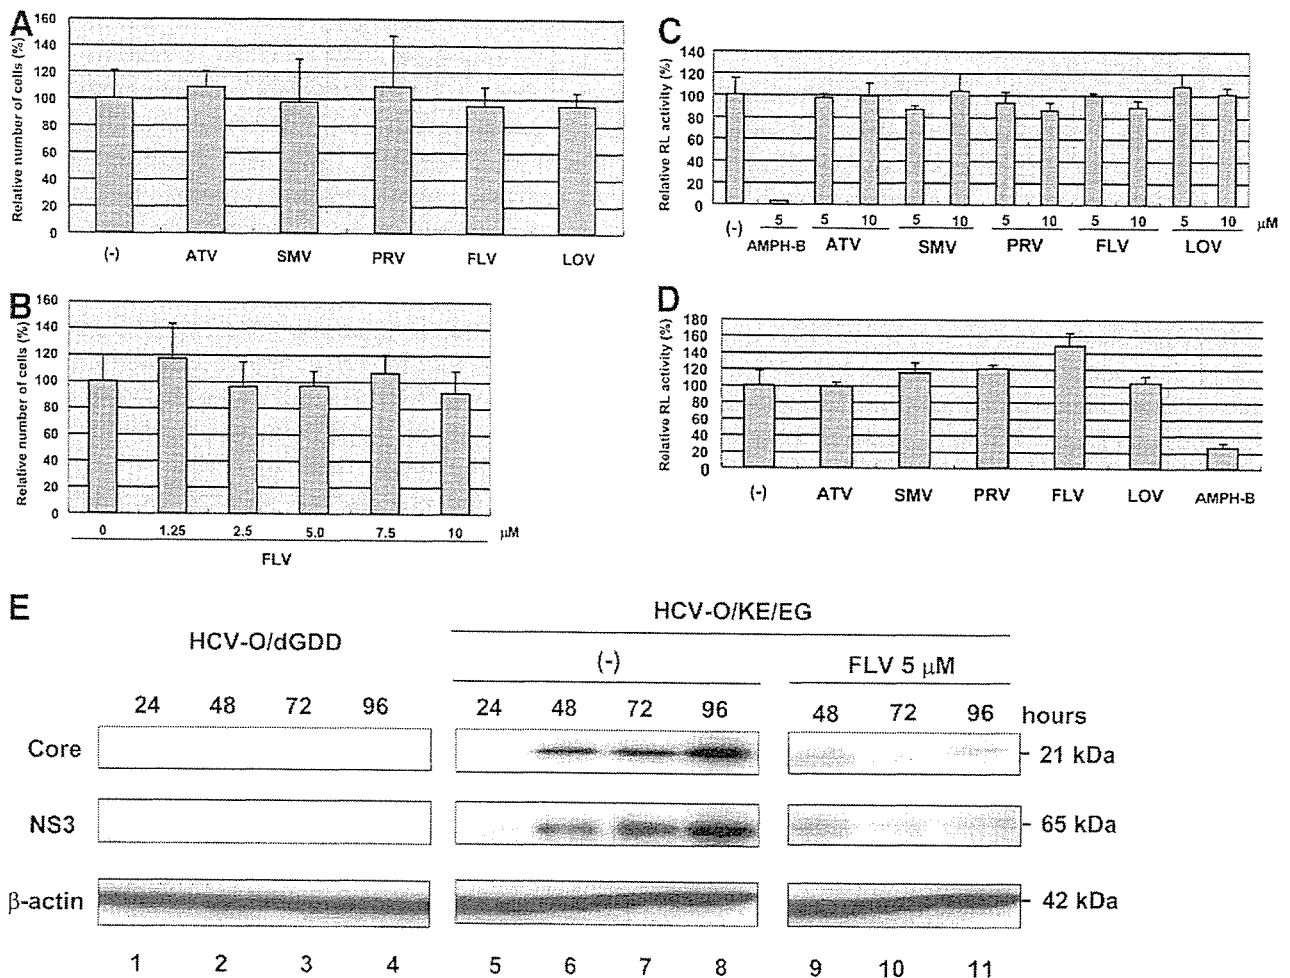 A
Relative number of cells (%)
160
140
120
100
80
60
40
20
0
(-) ATV SMV PRV FLV LOV
B
Relative number of cells (%)
160
140
120
100
80
60
40
20
0
0 1.25 2.5 5.0 7.5 10 μM
FLV
C
Relative RL activity (%)
140
120
100
80
60
40
20
0
(-) 5 5 10 5 10 5 10 5 10 5 10 μM
AMPH-B ATV SMV PRV FLV LOV
D
Relative RL activity (%)
180
160
140
120
100
80
60
40
20
0
(-) ATV SMV PRV FLV LOV AMPH-B
E
HCV-O/KE/EG
HCV-O/dGDD
(-) FLV 5 μM
24 48 72 96 24 48 72 96 48 72 96 hours
Core 21 kDa
NS3 65 kDa
β-actin 42 kDa
1 2 3 4 5 6 7 8 9 10 11